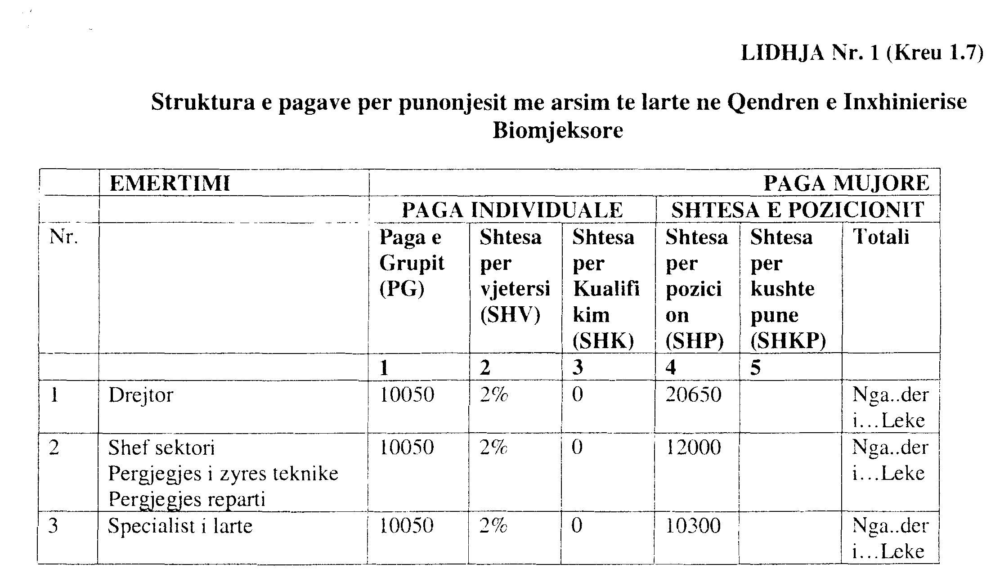 LIDHJA Nr. 1 (Kreu 1.7)
Struktura e pagave per punonjesit me arsim te larte ne Qendren e Inxhinierise
Biomjeksore
EMERTIMI PAGA MUJORE
PAGA INDIVIDUALE SHTESA E POZICIONIT
Nr. Paga e Shtesa Shtesa Shtesa Shtesa Totali
Grupit per per per per
(PG) vjetersi Kualifi pozici kushte
(SHV) kim on pune
(SHK) (SHP) (SHKP)
1 2 3 4 5
1 Drejtor 10050 2% 0 20650 Nga..der
i...Leke
2 Shef sektori 10050 2% 0 12000 Nga..der
Pergjegjes i zyres teknike i...Leke
Pergjegjes reparti
3 Specialist i larte 10050 2% 0 10300 Nga..der
i...Leke